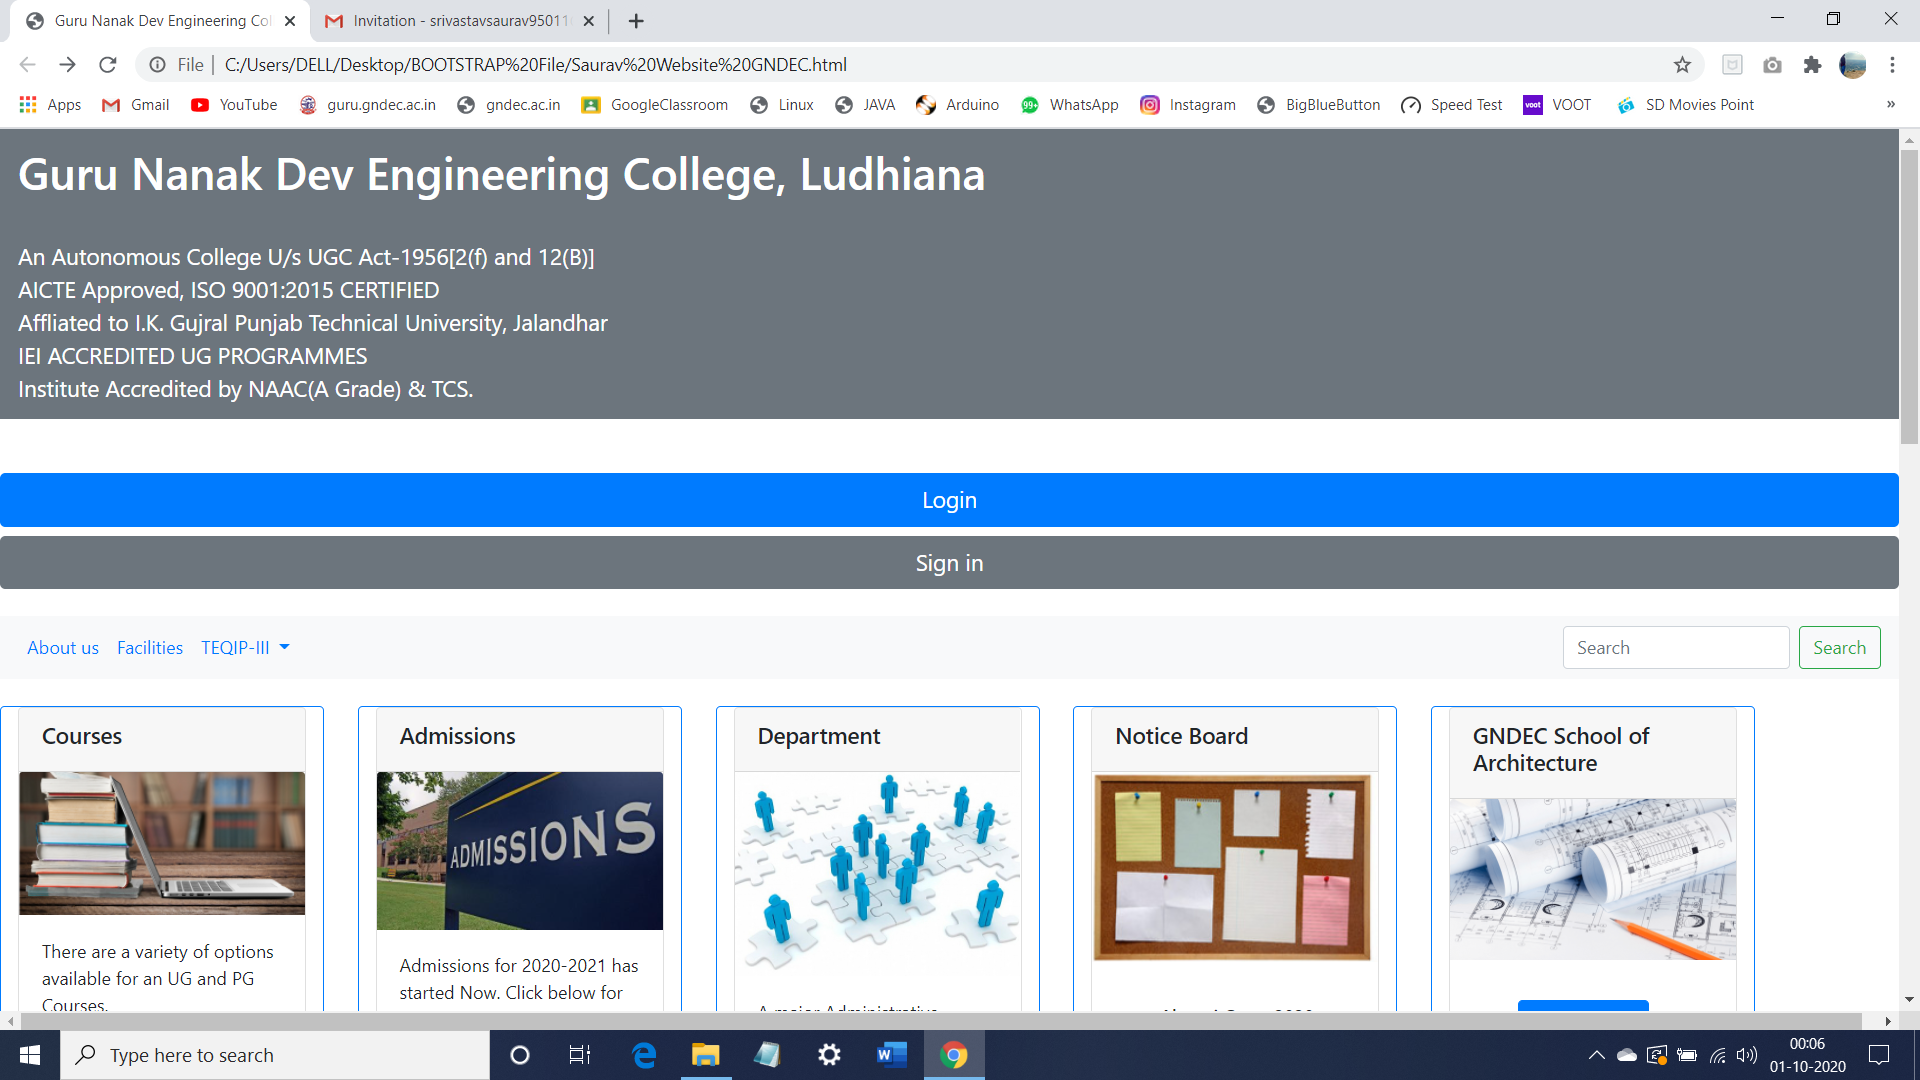 Guru Nanak Dev Engineering Col
Invitation - srivastavsaurav95011
File
C:/Users/DELL/Desktop/BOOTSTRAP%20File/Saurav%20Website%20GNDEC.html
Apps Gmail YouTube guru.gndec.ac.in gndec.ac.in GoogleClassroom Linux JAVA Arduino 99+ WhatsApp Instagram BigBlueButton Speed Test voot VOOT SD Movies Point »
Guru Nanak Dev Engineering College, Ludhiana
An Autonomous College U/s UGC Act-1956[2(f) and 12(B)]
AICTE Approved, ISO 9001:2015 CERTIFIED
Affliated to I.K. Gujral Punjab Technical University, Jalandhar
IEI ACCREDITED UG PROGRAMMES
Institute Accredited by NAAC(A Grade) & TCS.
Login
Sign in
About us Facilities TEQIP-III Search Search
Courses
There are a variety of options
available for an UG and PG
Courses.
Admissions
ADMISSIONS
Admissions for 2020-2021 has
started Now. Click below for
Department
A major Administrative
Notice Board
GNDEC School of
Architecture
Type here to search
W
00:06
01-10-2020